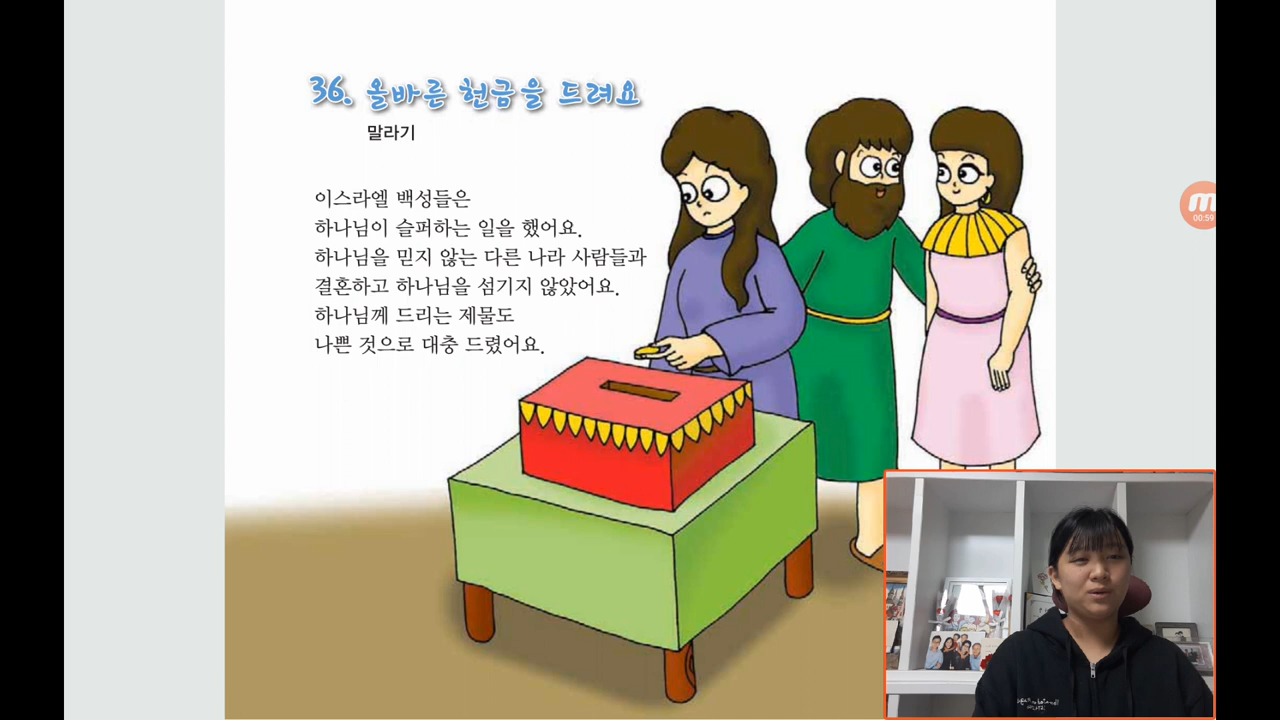 36. 올바른 헌금을 드려요
말라기
이스라엘 백성들은
하나님이 슬퍼하는 일을 했어요.
하나님을 믿지 않는 다른 나라 사람들과
결혼하고 하나님을 섬기지 않았어요.
하나님께 드리는 제물도
나쁜 것으로 대충 드렸어요.
00:59